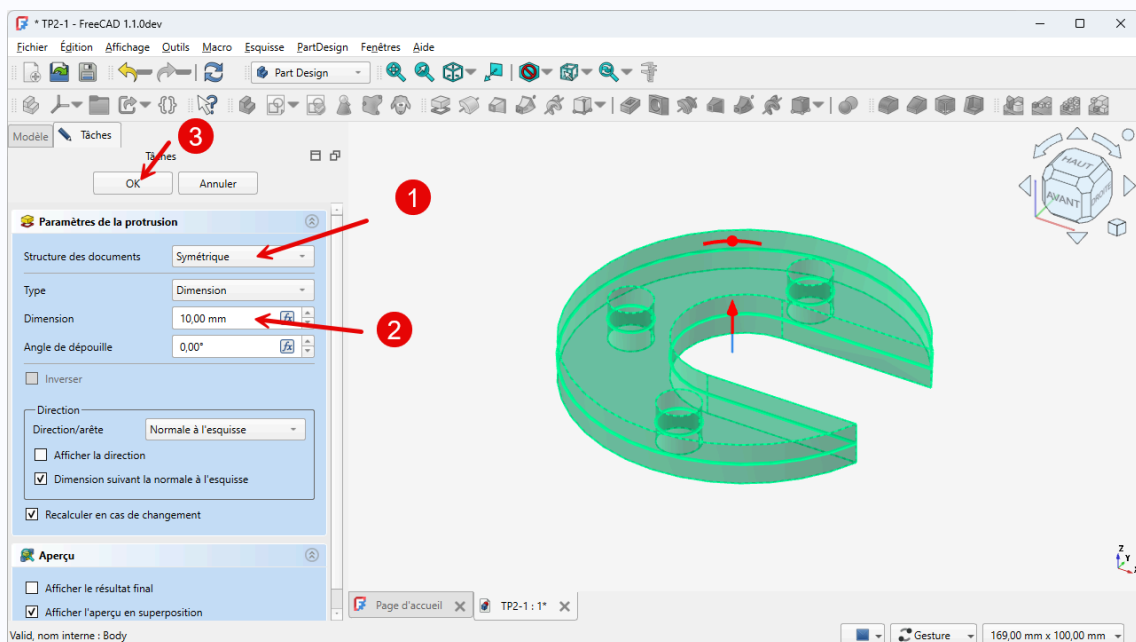 * TP2-1 - FreeCAD 1.1.0dev
Fichier Édition Affichage Outils Macro Esquisse PartDesign Fenêtres Aide
Part Design
Modèle Tâches
3
Tâches
OK Annuler
1
Paramètres de la protrusion
Structure des documents Symétrique
Type Dimension
Dimension 10,00 mm
2
Angle de dépouille 0,00°
Inverser
Direction
Direction/arête Normale à l'esquisse
Afficher la direction
Dimension suivant la normale à l'esquisse
Recalculer en cas de changement
Aperçu
Afficher le résultat final
Afficher l'aperçu en superposition
HAUT
AVANT
DROITE
Z
Y
X
Page d'accueil TP2-1 : 1*
Valid, nom interne : Body
Gesture 169,00 mm x 100,00 mm